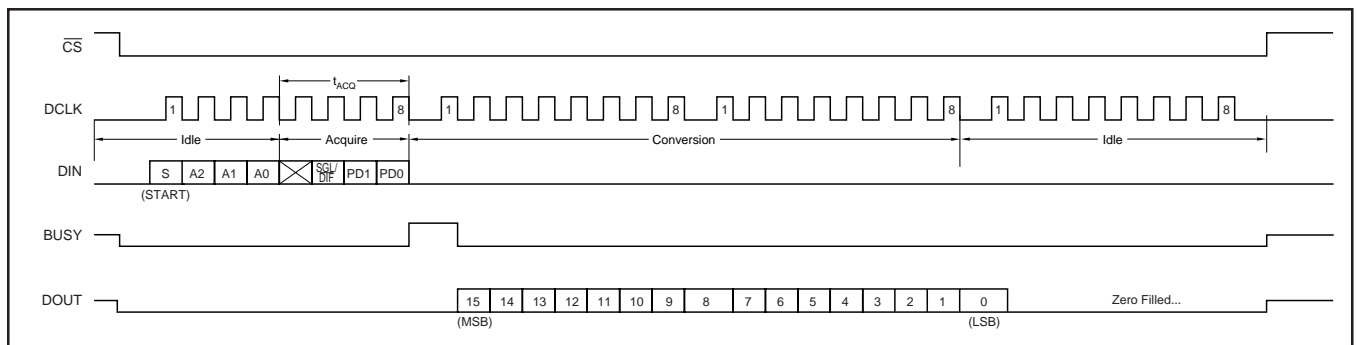 CS
tACQ
DCLK 1 8 1 8 1 8 1 8
Idle Acquire Conversion Idle
DIN S A2 A1 A0 SGL/DIF PD1 PD0
(START)
BUSY
DOUT 15 14 13 12 11 10 9 8 7 6 5 4 3 2 1 0 Zero Filled...
(MSB) (LSB)